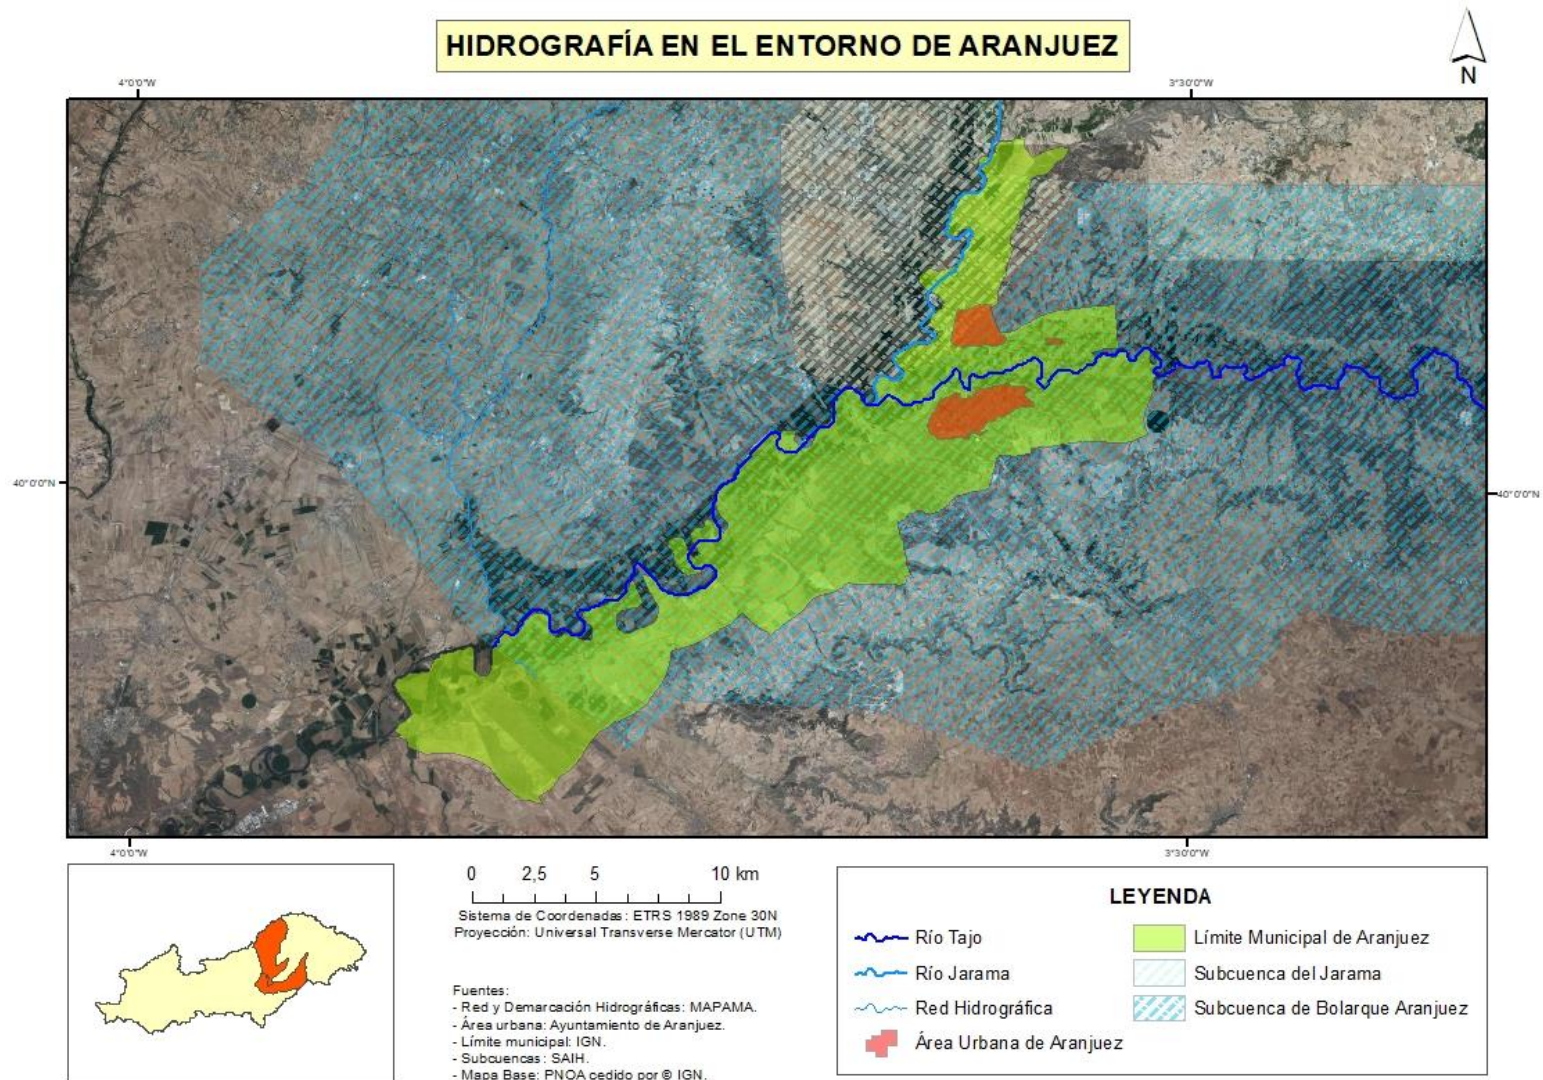 HIDROGRAFÍA EN EL ENTORNO DE ARANJUEZ
N
4°0'0"W
3°30'0"W
40°0'0"N
40°0'0"N
4°0'0"W
3°30'0"W
0 2,5 5 10 km
Sistema de Coordenadas: ETRS 1989 Zone 30N
Proyección: Universal Transverse Mercator (UTM)
Fuentes:
- Red y Demarcación Hidrográficas: MAPAMA.
- Área urbana: Ayuntamiento de Aranjuez.
- Límite municipal: IGN.
- Subcuencas: SAIH.
- Mapa Base: PNOA cedido por © IGN.
LEYENDA
Río Tajo
Río Jarama
Red Hidrográfica
Área Urbana de Aranjuez
Límite Municipal de Aranjuez
Subcuenca del Jarama
Subcuenca de Bolarque Aranjuez